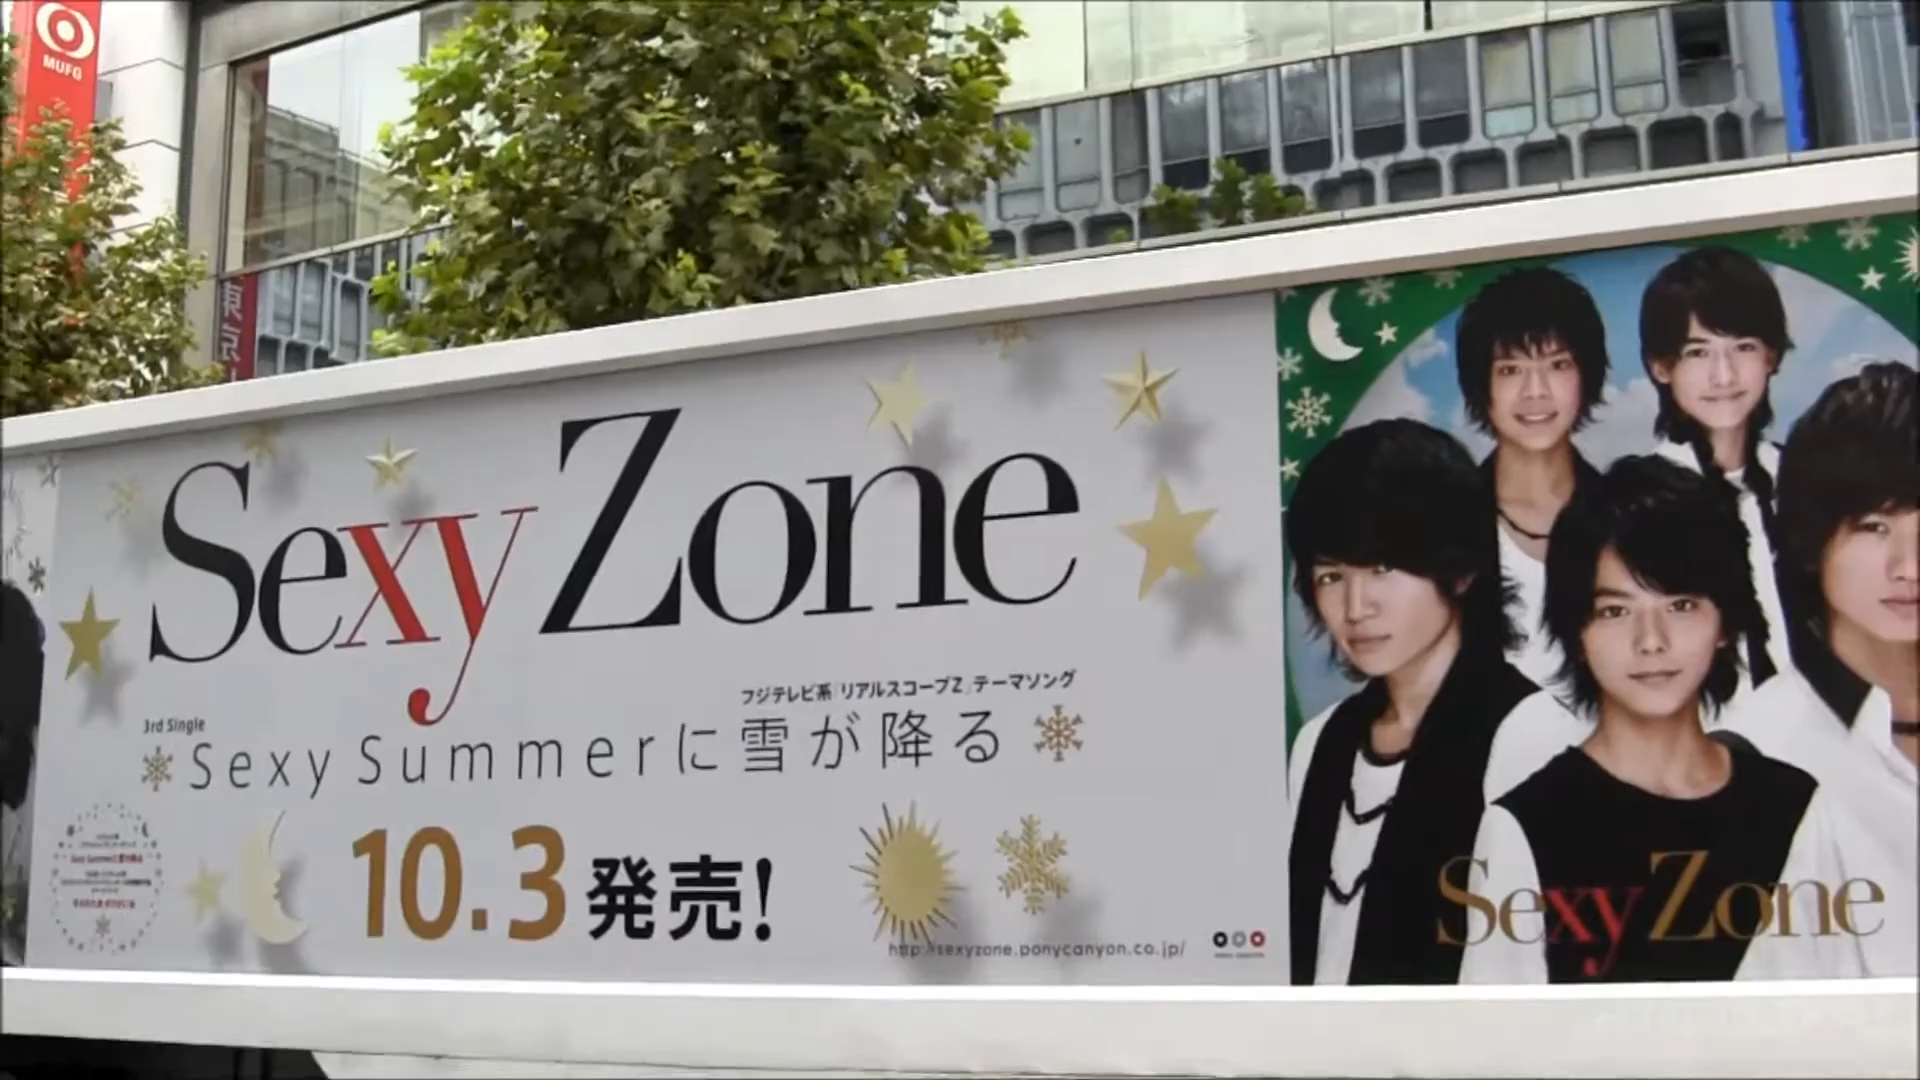 MUFG
東京
Sexy Zone
フジテレビ系「リアルスコープZ」テーマソング
3rd Single
Sexy Summerに雪が降る
10.3発売!
http://sexyzone.ponycanyon.co.jp/
Sexy Zone